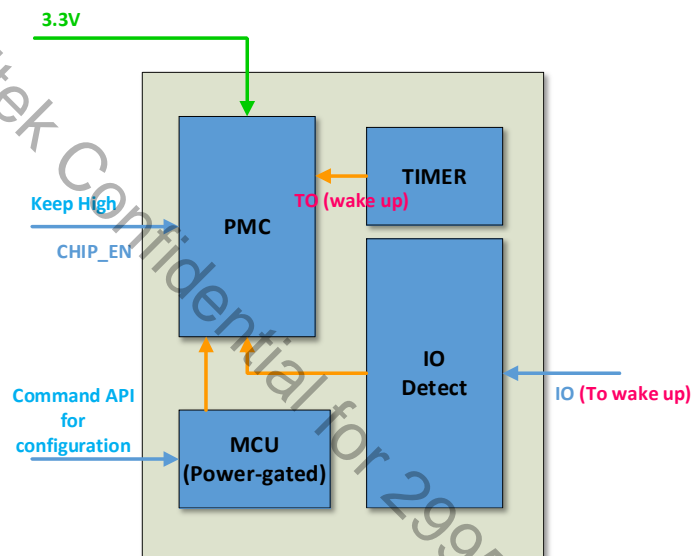 3.3V
TIMER
TO (wake up)
Keep High
PMC
CHIP_EN
IO
Detect
IO (To wake up)
Command API
for
configuration
MCU
(Power-gated)
tek Confidential for 299